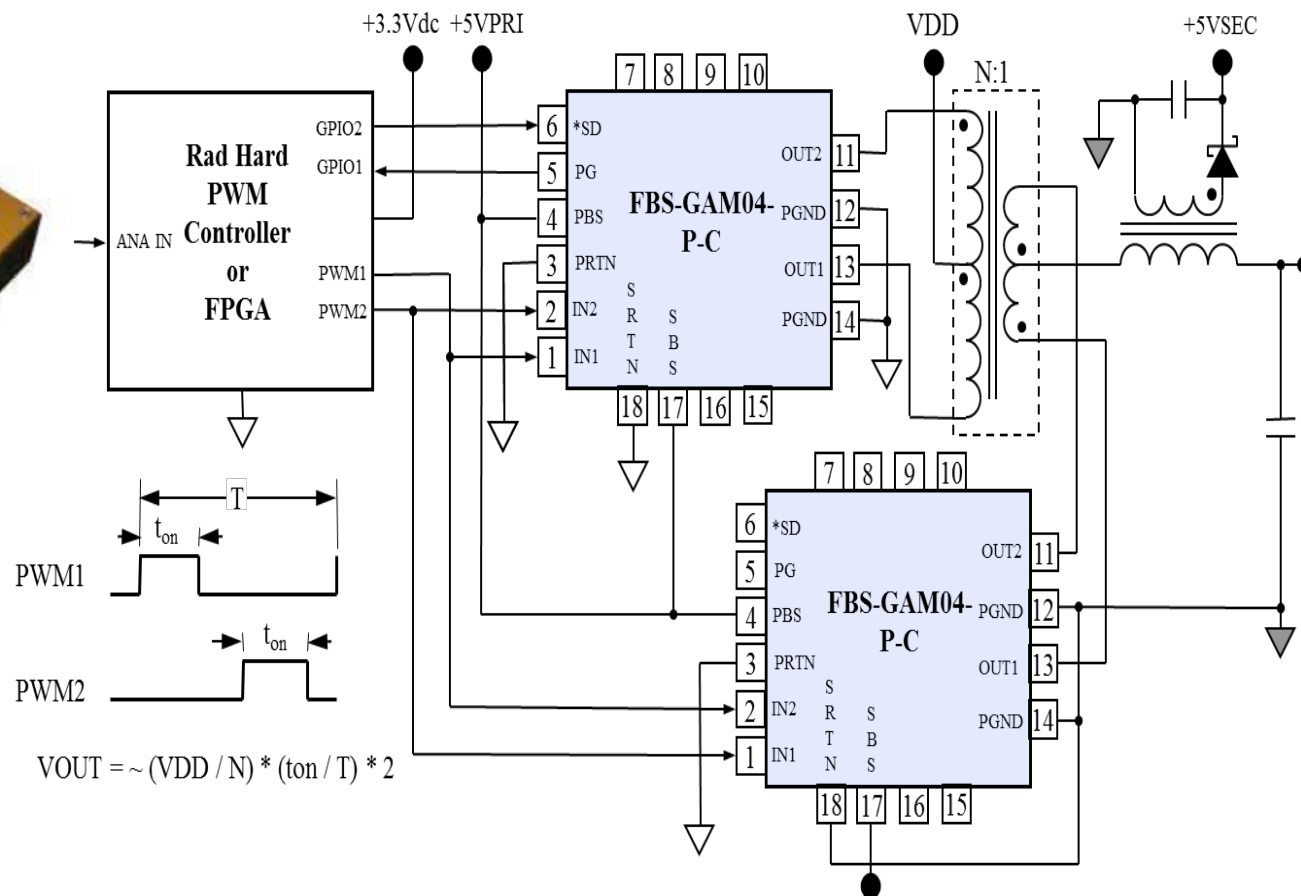 +3.3Vdc +5VPRI
VDD
+5VSEC
N:1
Rad Hard
PWM
Controller
or
FPGA
ANA IN
GPIO2
GPIO1
PWM1
PWM2
7 8 9 10
6 *SD
5 PG
4 PBS
3 PRTN
2 IN2
1 IN1
FBS-GAM04-
P-C
OUT2 11
PGND 12
OUT1 13
PGND 14
SRTN
SBS
18 17 16 15
7 8 9 10
6 *SD
5 PG
4 PBS
3 PRTN
2 IN2
1 IN1
FBS-GAM04-
P-C
OUT2 11
PGND 12
OUT1 13
PGND 14
SRTN
SBS
18 17 16 15
T
ton
PWM1
ton
PWM2
VOUT = ~ (VDD / N) * (ton / T) * 2